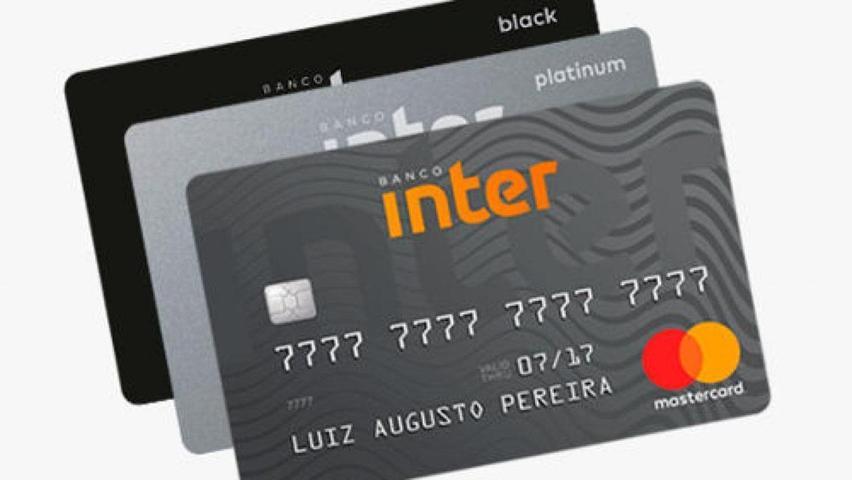 black
BANCO
platinum
BANCO
inter
BANCO
inter
7777 7777 7777 7777
VALID
THRU
07/17
7777
LUIZ AUGUSTO PEREIRA
mastercard